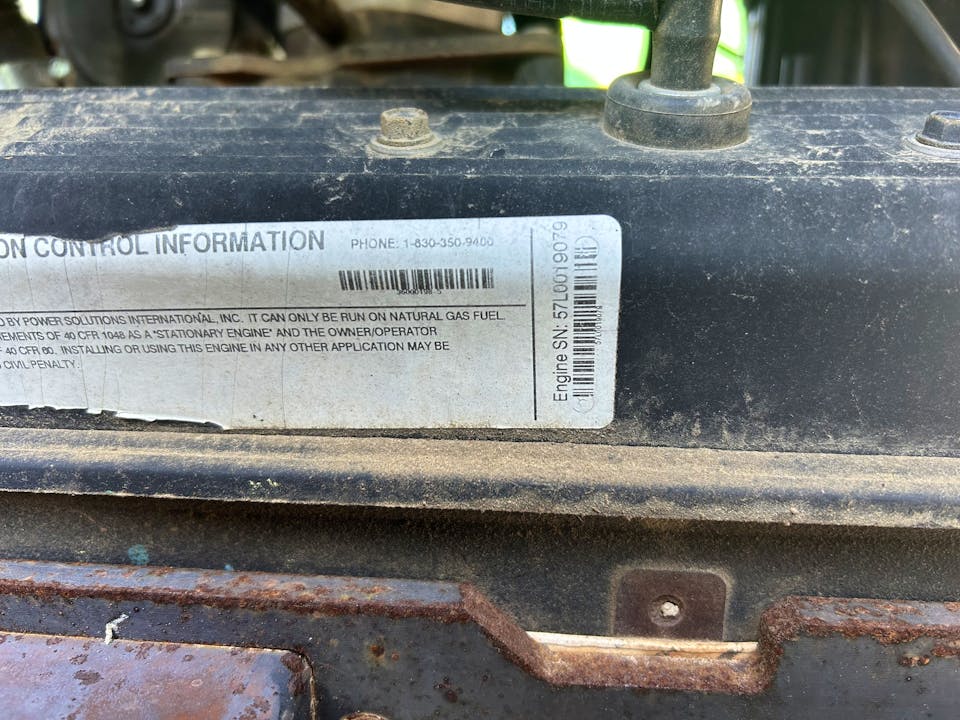 ON CONTROL INFORMATION
PHONE: 1-830-350-9400
D BY POWER SOLUTIONS INTERNATIONAL, INC. IT CAN ONLY BE RUN ON NATURAL GAS FUEL.
REMENTS OF 40 CFR 1048 AS A "STATIONARY ENGINE" AND THE OWNER/OPERATOR
F 40 CFR 60. INSTALLING OR USING THIS ENGINE IN ANY OTHER APPLICATION MAY BE
CIVIL PENALTY.
Engine SN: 57L0019079